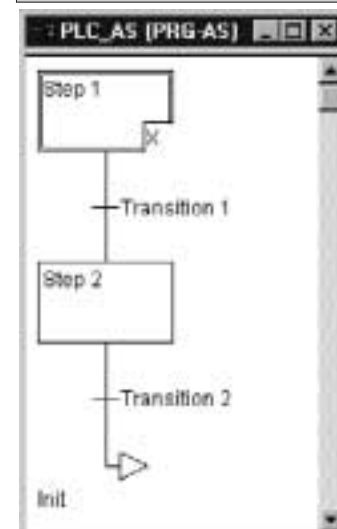 PLC_AS (PRG-AS)
Step 1
X
Transition 1
Step 2
Transition 2
Init